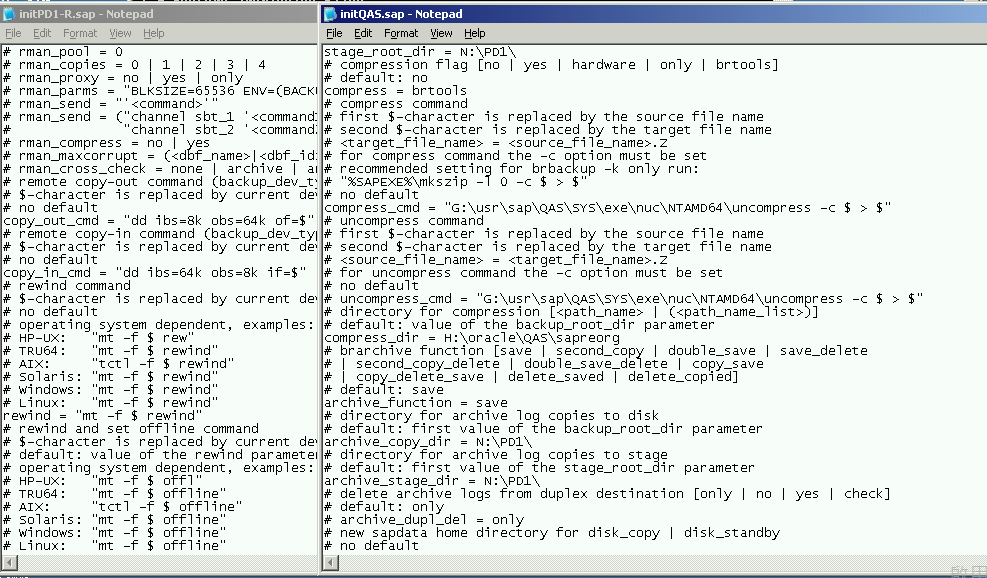 initPD1-R.sap - Notepad
File Edit Format View Help
# rman_pool = 0
# rman_copies = 0 | 1 | 2 | 3 | 4
# rman_proxy = no | yes | only
# rman_parms = "BLKSIZE=65536 ENV=(BACKU
# rman_send = "'<command>'"
# rman_send = ("channel sbt_1 '<command
#              "channel sbt_2 '<command
# rman_compress = no | yes
# rman_maxcorrupt = (<dbf_name>|<dbf_id:
# rman_cross_check = none | archive | ar
# remote copy-out command (backup_dev_ty
# $-character is replaced by current dev
# no default
copy_out_cmd = "dd ibs=8k obs=64k of=$"
# remote copy-in command (backup_dev_typ
# $-character is replaced by current dev
# no default
copy_in_cmd = "dd ibs=64k obs=8k if=$"
# rewind command
# $-character is replaced by current dev
# no default
# operating system dependent, examples:
# HP-UX:   "mt -f $ rew"
# TRU64:   "mt -f $ rewind"
# AIX:     "tctl -f $ rewind"
# Solaris: "mt -f $ rewind"
# Windows: "mt -f $ rewind"
# Linux:   "mt -f $ rewind"
rewind = "mt -f $ rewind"
# rewind and set offline command
# $-character is replaced by current dev
# default: value of the rewind parameter
# operating system dependent, examples:
# HP-UX:   "mt -f $ offl"
# TRU64:   "mt -f $ offline"
# AIX:     "tctl -f $ offline"
# Solaris: "mt -f $ offline"
# Windows: "mt -f $ offline"
# Linux:   "mt -f $ offline"
initQAS.sap - Notepad
File Edit Format View Help
stage_root_dir = N:\PD1\
# compression flag [no | yes | hardware | only | brtools]
# default: no
compress = brtools
# compress command
# first $-character is replaced by the source file name
# second $-character is replaced by the target file name
# <target_file_name> = <source_file_name>.Z
# for compress command the -c option must be set
# recommended setting for brbackup -k only run:
# "%SAPEXE%\mkszip -l 0 -c $ > $"
# no default
compress_cmd = "G:\usr\sap\QAS\SYS\exe\nuc\NTAMD64\uncompress -c $ > $"
# uncompress command
# first $-character is replaced by the source file name
# second $-character is replaced by the target file name
# <source_file_name> = <target_file_name>.Z
# for uncompress command the -c option must be set
# no default
# uncompress_cmd = "G:\usr\sap\QAS\SYS\exe\nuc\NTAMD64\uncompress -c $ > $"
# directory for compression [<path_name> | (<path_name_list>)]
# default: value of the backup_root_dir parameter
compress_dir = H:\oracle\QAS\sapreorg
# brarchive function [save | second_copy | double_save | save_delete
# | second_copy_delete | double_save_delete | copy_save
# | copy_delete_save | delete_saved | delete_copied]
# default: save
archive_function = save
# directory for archive log copies to disk
# default: first value of the backup_root_dir parameter
archive_copy_dir = N:\PD1\
# directory for archive log copies to stage
# default: first value of the stage_root_dir parameter
archive_stage_dir = N:\PD1\
# delete archive logs from duplex destination [only | no | yes | check]
# default: only
# archive_dupl_del = only
# new sapdata home directory for disk_copy | disk_standby
# no default